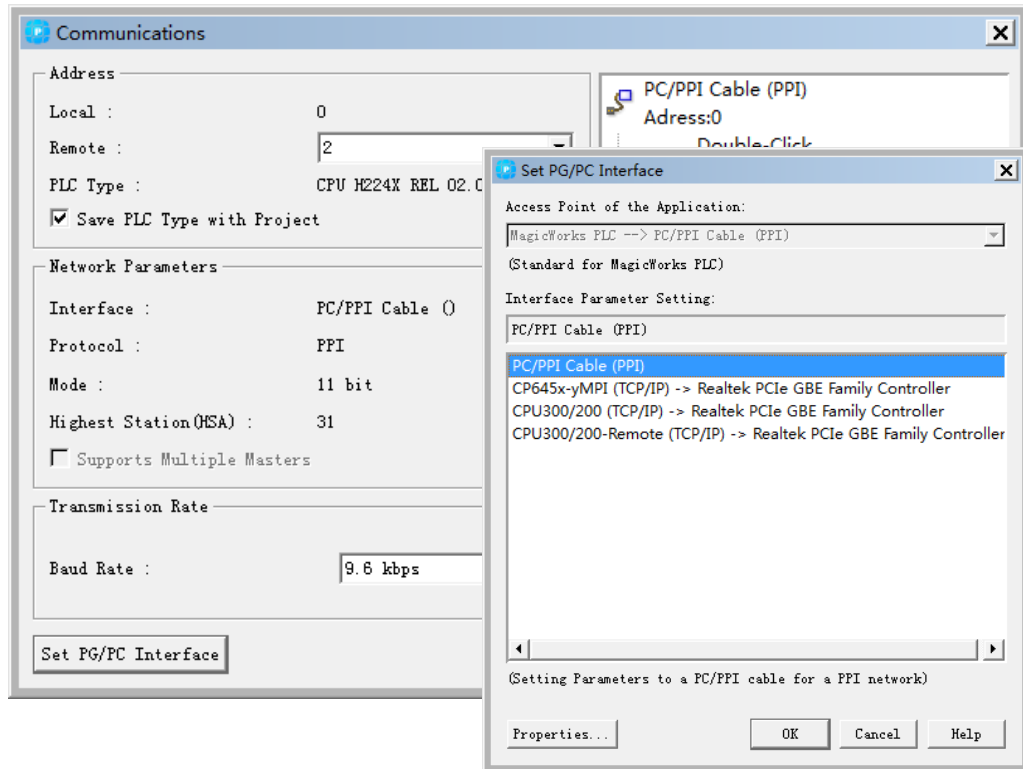 Communications
Address
Local : 0
Remote : 2
PLC Type : CPU H224X REL 02.
Save PLC Type with Project
Network Parameters
Interface : PC/PPI Cable ()
Protocol : PPI
Mode : 11 bit
Highest Station(HSA) : 31
Supports Multiple Masters
Transmission Rate
Baud Rate : 9.6 kbps
Set PG/PC Interface
PC/PPI Cable (PPI)
Adress:0
Double-Click
Set PG/PC Interface
Access Point of the Application:
MagicWorks PLC --> PC/PPI Cable (PPI)
(Standard for MagicWorks PLC)
Interface Parameter Setting:
PC/PPI Cable (PPI)
PC/PPI Cable (PPI)
CP645x-yMPI (TCP/IP) -> Realtek PCIe GBE Family Controller
CPU300/200 (TCP/IP) -> Realtek PCIe GBE Family Controller
CPU300/200-Remote (TCP/IP) -> Realtek PCIe GBE Family Controller
(Setting Parameters to a PC/PPI cable for a PPI network)
Properties...
OK
Cancel
Help